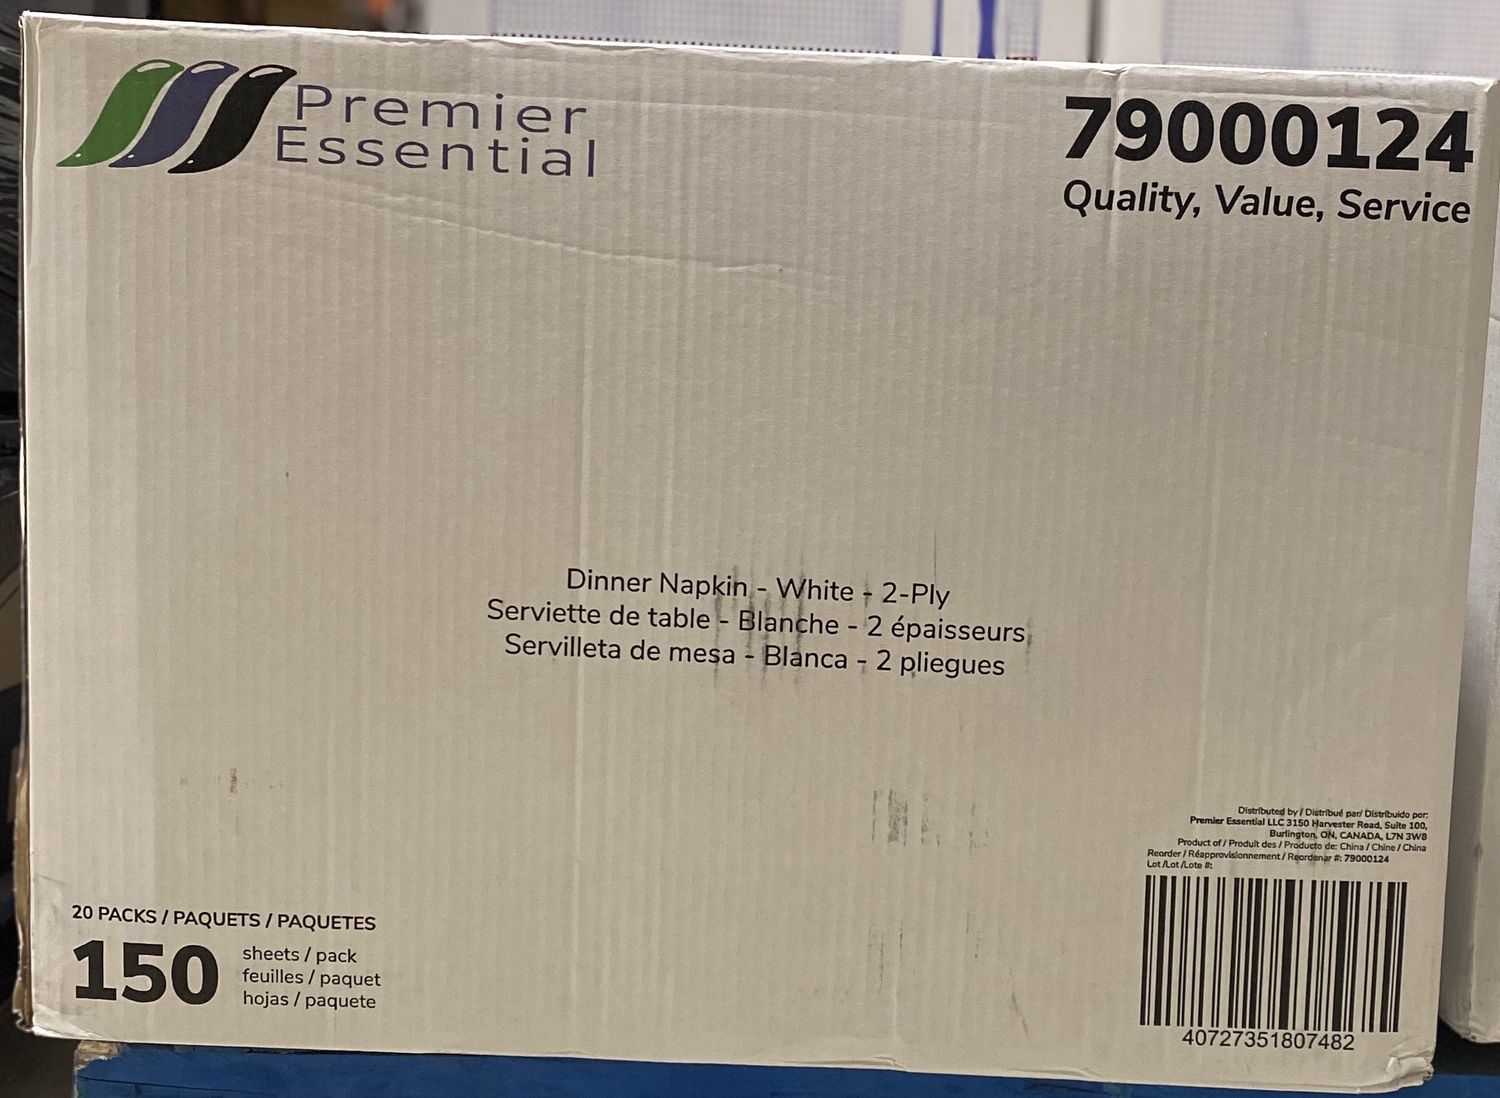 Premier
Essential
79000124
Quality, Value, Service
Dinner Napkin - White - 2-Ply
Serviette de table - Blanche - 2 épaisseurs
Servilleta de mesa - Blanca - 2 pliegues
Distributed by / Distribué par/ Distribuido por:
Premier Essential LLC 3150 Harvester Road, Suite 100,
Burlington, ON, CANADA, L7N 3W8
Product of / Produit des / Producto de: China / Chine / China
Reorder / Réapprovisionnement / Reordenar #: 79000124
Lot /Lot /Lote #:
40727351807482
20 PACKS / PAQUETS / PAQUETES
150
sheets / pack
feuilles / paquet
hojas / paquete